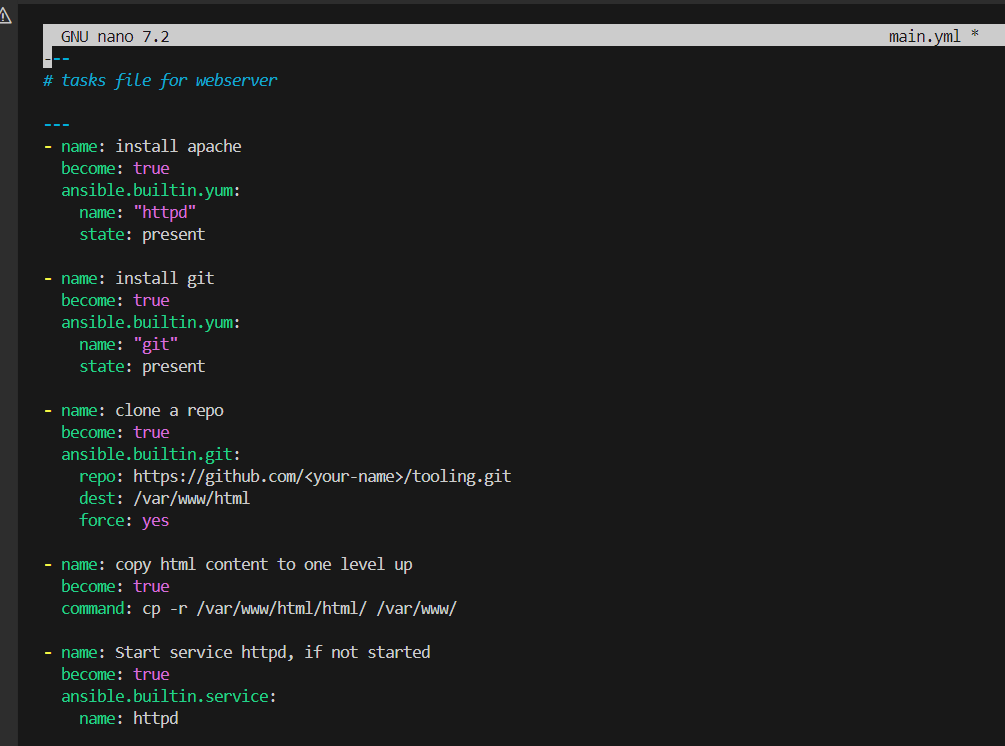 GNU nano 7.2 main.yml *
---
# tasks file for webserver
---
- name: install apache
  become: true
  ansible.builtin.yum:
    name: "httpd"
    state: present
- name: install git
  become: true
  ansible.builtin.yum:
    name: "git"
    state: present
- name: clone a repo
  become: true
  ansible.builtin.git:
    repo: https://github.com/<your-name>/tooling.git
    dest: /var/www/html
    force: yes
- name: copy html content to one level up
  become: true
  command: cp -r /var/www/html/html/ /var/www/
- name: Start service httpd, if not started
  become: true
  ansible.builtin.service:
    name: httpd